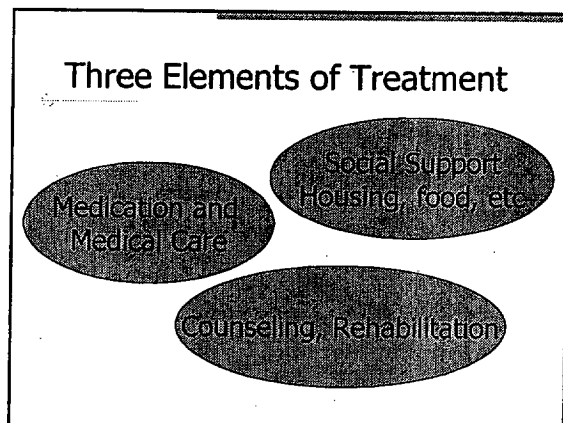 Three Elements of Treatment
Social Support
Housing, food, etc
Medication and
Medical Care
Counseling, Rehabilitation